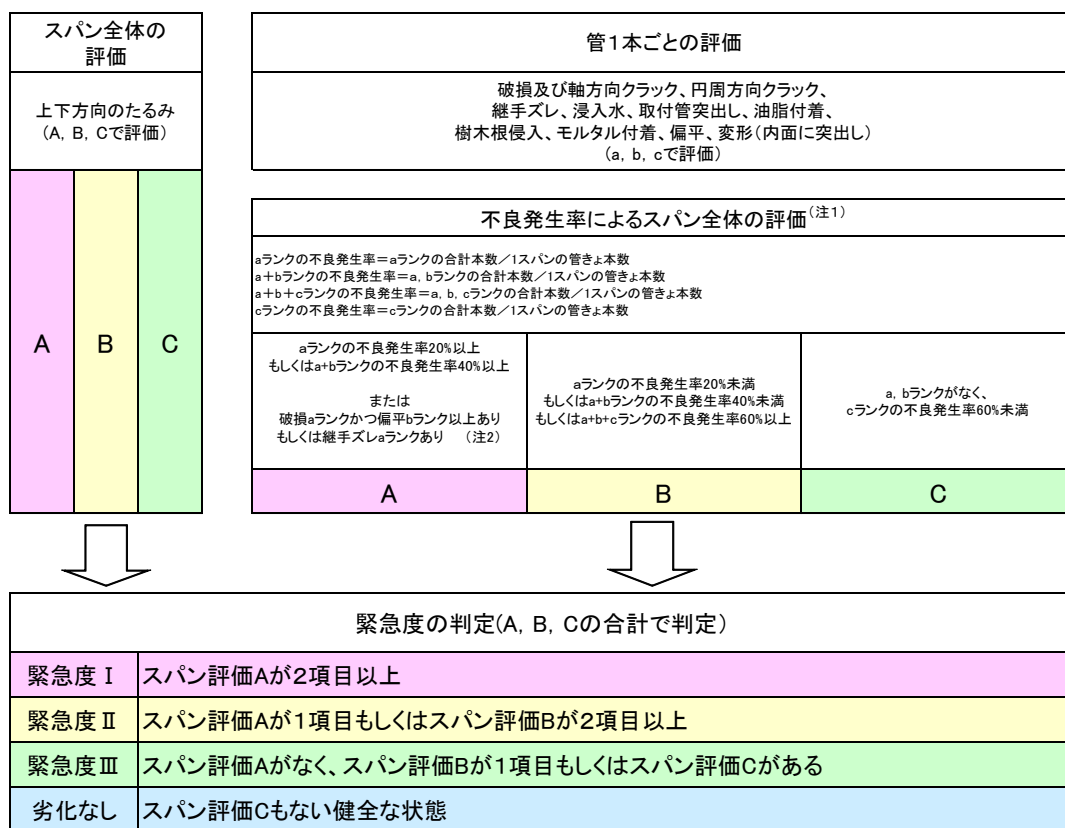 スパン全体の
評価
上下方向のたるみ
(A, B, Cで評価)
A
B
C
管1本ごとの評価
破損及び軸方向クラック、円周方向クラック、
継手ズレ、浸入水、取付管突出し、油脂付着、
樹木根侵入、モルタル付着、偏平、変形(内面に突出し)
(a, b, cで評価)
不良発生率によるスパン全体の評価(注1)
aランクの不良発生率=aランクの合計本数/1スパンの管きょ本数
a+bランクの不良発生率=a, bランクの合計本数/1スパンの管きょ本数
a+b+cランクの不良発生率=a, b, cランクの合計本数/1スパンの管きょ本数
cランクの不良発生率=cランクの合計本数/1スパンの管きょ本数
aランクの不良発生率20%以上
もしくはa+bランクの不良発生率40%以上
または
破損aランクかつ偏平bランク以上あり
もしくは継手ズレaランクあり (注2)
aランクの不良発生率20%未満
もしくはa+bランクの不良発生率40%未満
もしくはa+b+cランクの不良発生率60%以上
a, bランクがなく、
cランクの不良発生率60%未満
A
B
C
緊急度の判定(A, B, Cの合計で判定)
緊急度Ⅰ スパン評価Aが2項目以上
緊急度Ⅱ スパン評価Aが1項目もしくはスパン評価Bが2項目以上
緊急度Ⅲ スパン評価Aがなく、スパン評価Bが1項目もしくはスパン評価Cがある
劣化なし スパン評価Cもない健全な状態